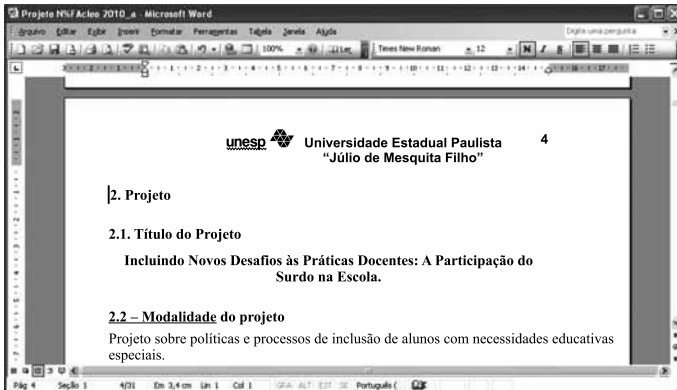 Projeto N%FAcleo 2010_a - Microsoft Word
Arquivo Editar Exibir Inserir Formatar Ferramentas Tabela Janela Ajuda Digite uma pergunta
100% Ler Times New Roman 12 N I S
unesp Universidade Estadual Paulista 4
“Júlio de Mesquita Filho”
2. Projeto
2.1. Título do Projeto
Incluindo Novos Desafios às Práticas Docentes: A Participação do
Surdo na Escola.
2.2 – Modalidade do projeto
Projeto sobre políticas e processos de inclusão de alunos com necessidades educativas
especiais.
Pág 4 Seção 1 4/31 Em 3,4 cm Lin 1 Col 1 GRA ALT EST SE Português (